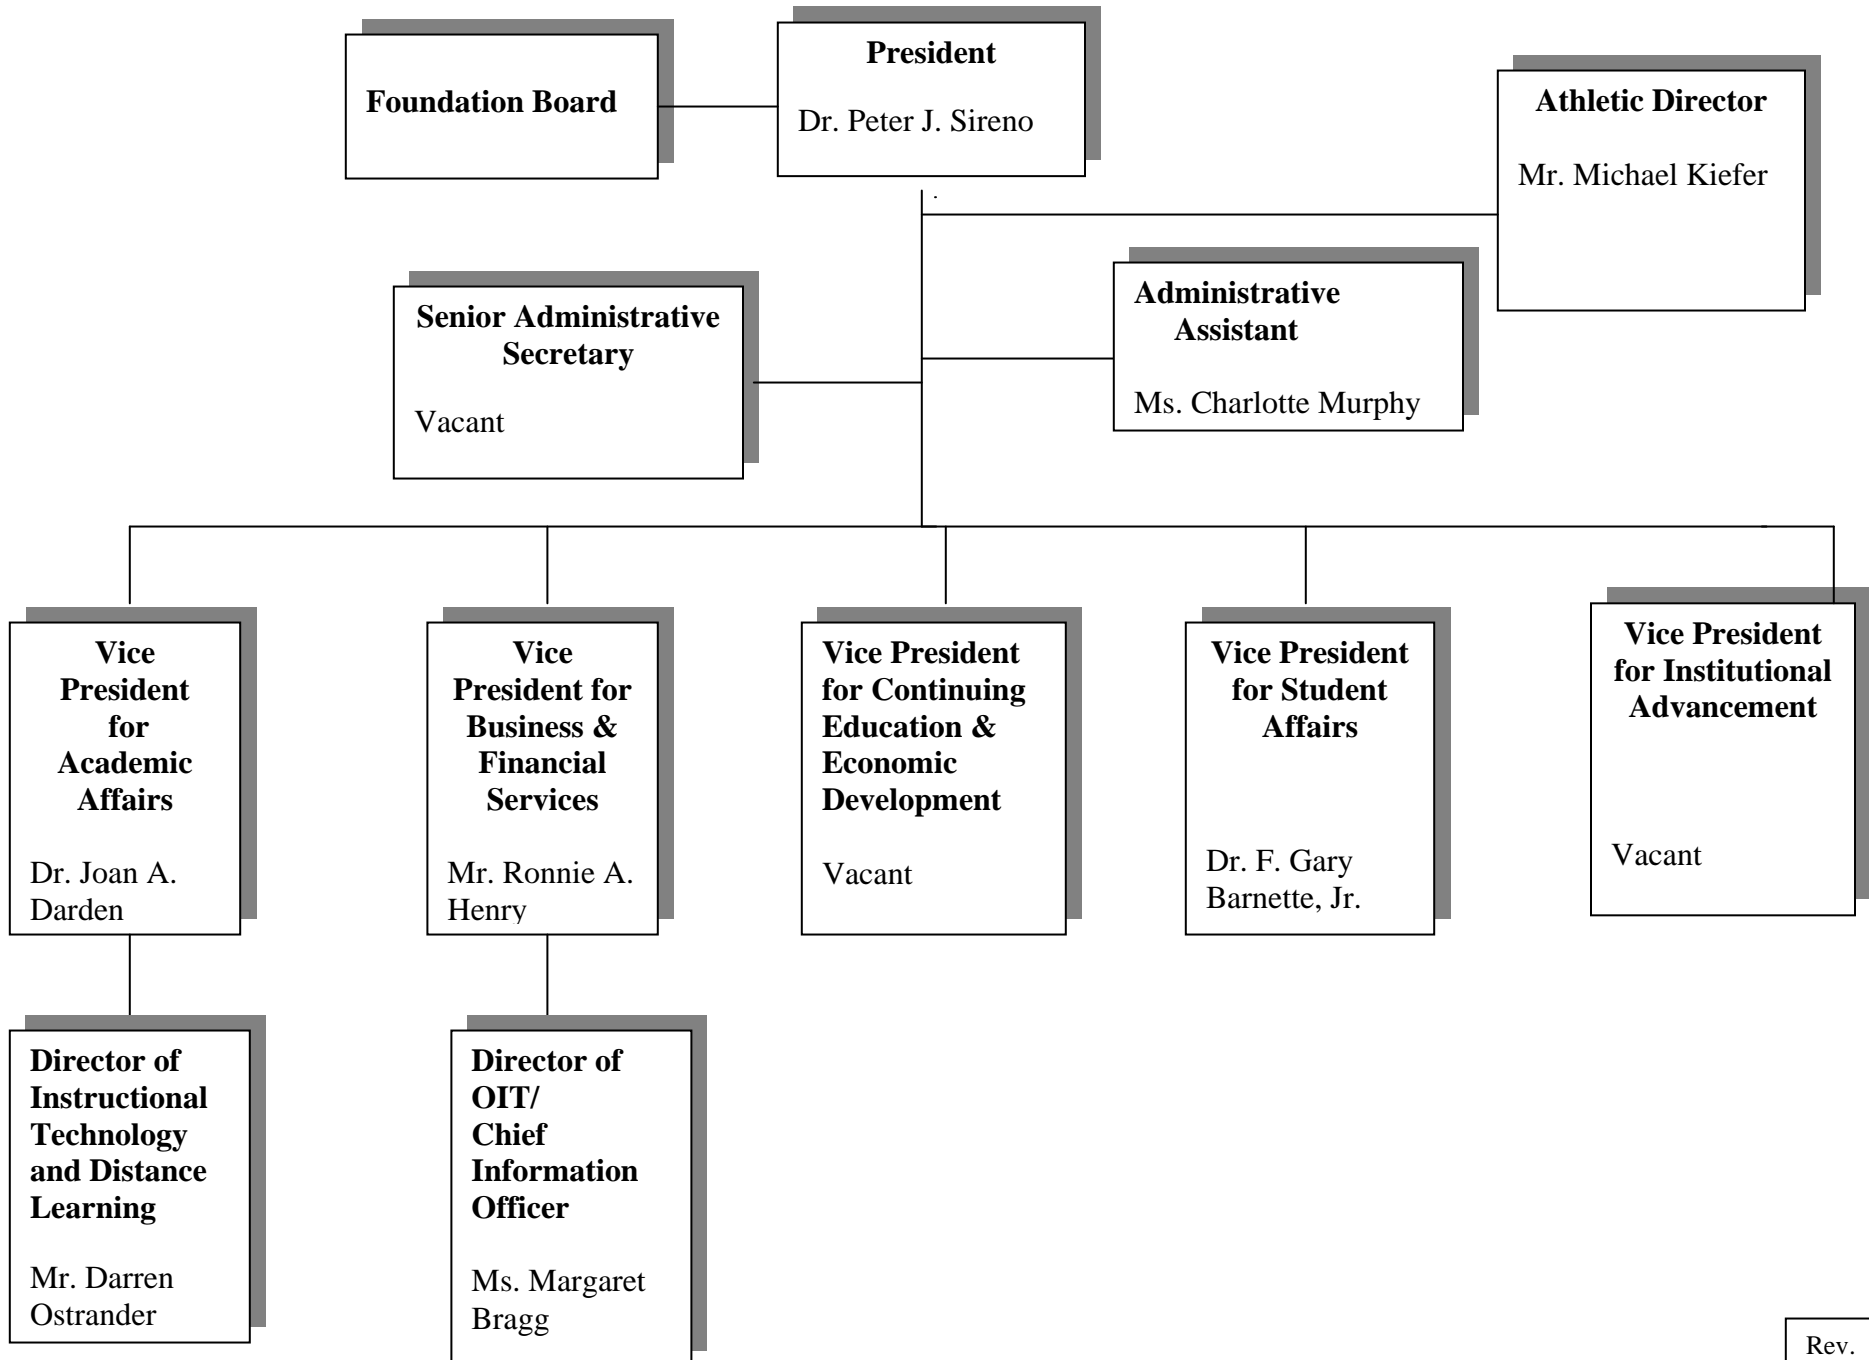 Foundation Board
President
Dr. Peter J. Sireno
Athletic Director
Mr. Michael Kiefer
Senior Administrative
Secretary
Vacant
Administrative
Assistant
Ms. Charlotte Murphy
Vice
President
for
Academic
Affairs
Dr. Joan A.
Darden
Vice
President for
Business &
Financial
Services
Mr. Ronnie A.
Henry
Vice President
for Continuing
Education &
Economic
Development
Vacant
Vice President
for Student
Affairs
Dr. F. Gary
Barnette, Jr.
Vice President
for Institutional
Advancement
Vacant
Director of
Instructional
Technology
and Distance
Learning
Mr. Darren
Ostrander
Director of
OIT/
Chief
Information
Officer
Ms. Margaret
Bragg
Rev.